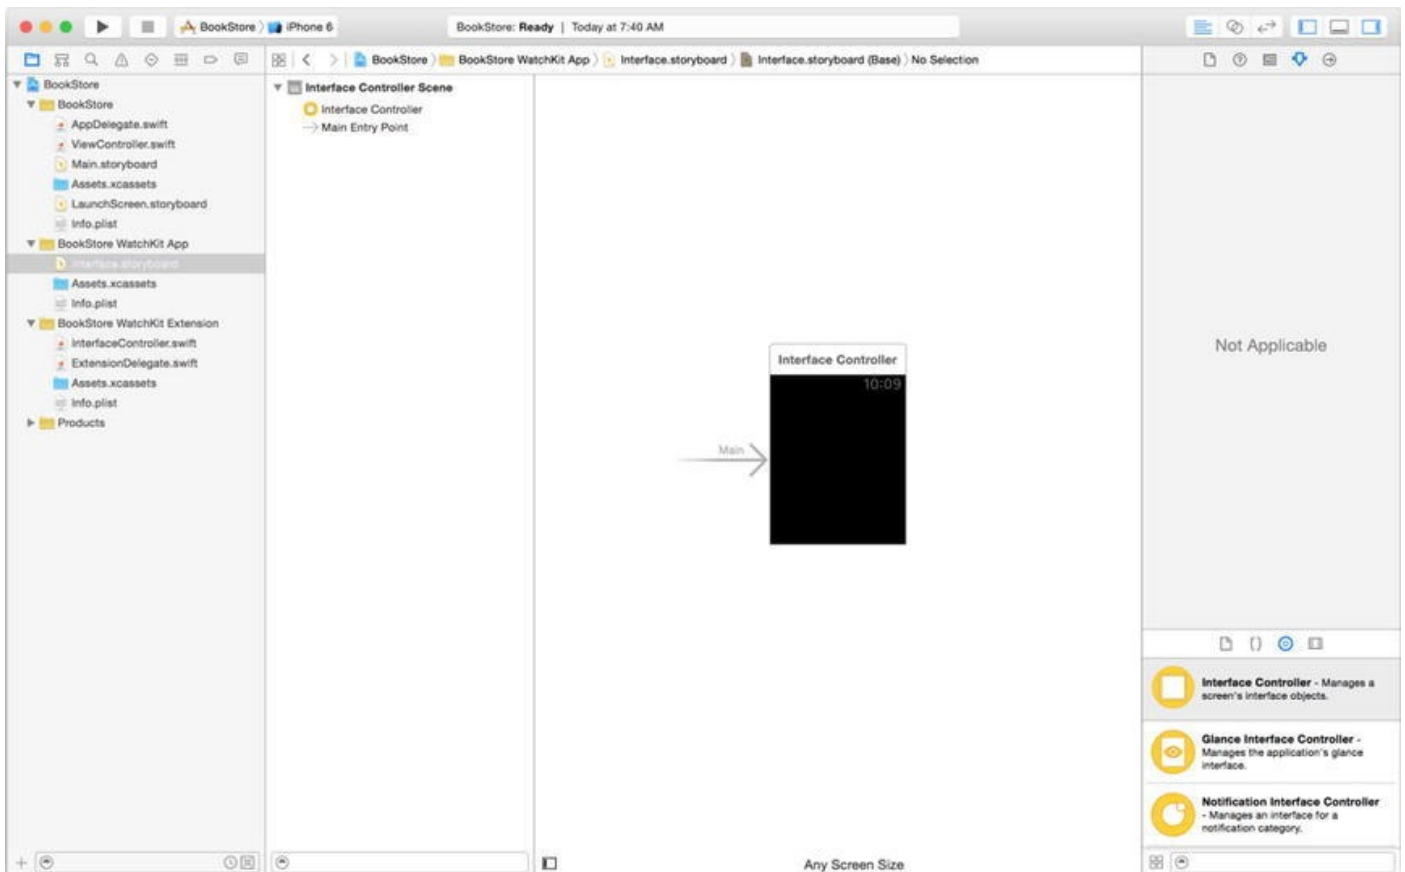 BookStore
iPhone 6
BookStore: Ready | Today at 7:40 AM
BookStore
BookStore WatchKit App
Interface.storyboard
Interface.storyboard (Base)
No Selection
BookStore
BookStore
AppDelegate.swift
ViewController.swift
Main.storyboard
Assets.xcassets
LaunchScreen.storyboard
Info.plist
BookStore WatchKit App
Interface.storyboard
Assets.xcassets
Info.plist
BookStore WatchKit Extension
InterfaceController.swift
ExtensionDelegate.swift
Assets.xcassets
Info.plist
Products
Interface Controller Scene
Interface Controller
Main Entry Point
Interface Controller
10:09
Main
Any Screen Size
Not Applicable
Interface Controller - Manages a
screen's interface objects.
Glance Interface Controller -
Manages the application's glance
interface.
Notification Interface Controller
- Manages an interface for a
notification category.